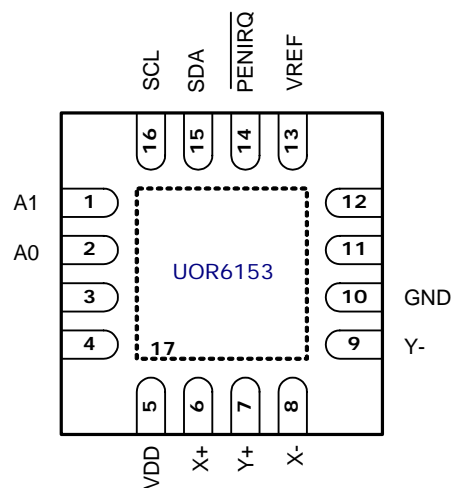 SCL
SDA
PENIRQ
VREF
16
15
14
13
A1
1
12
A0
2
11
UOR6153
3
10
GND
4
17
9
Y-
5
6
7
8
VDD
X+
Y+
X-